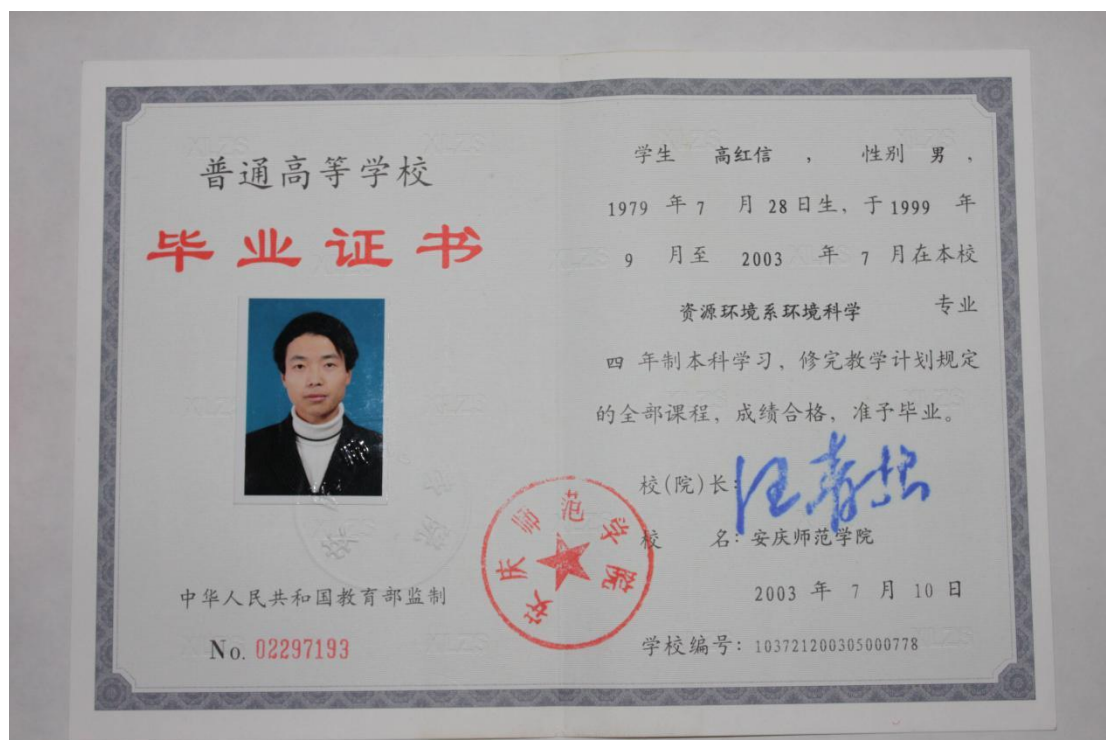 普通高等学校
毕业证书
中华人民共和国教育部监制
No. 02297193
学生 高红信 ， 性别 男 ，
1979 年 7 月 28 日生，于 1999 年
9 月至 2003 年 7 月在本校
资源环境系环境科学 专业
四 年制本科学习，修完教学计划规定
的全部课程，成绩合格，准予毕业。
校(院)长：
校 名：安庆师范学院
2003 年 7 月 10 日
学校编号：103721200305000778
安庆师范学院